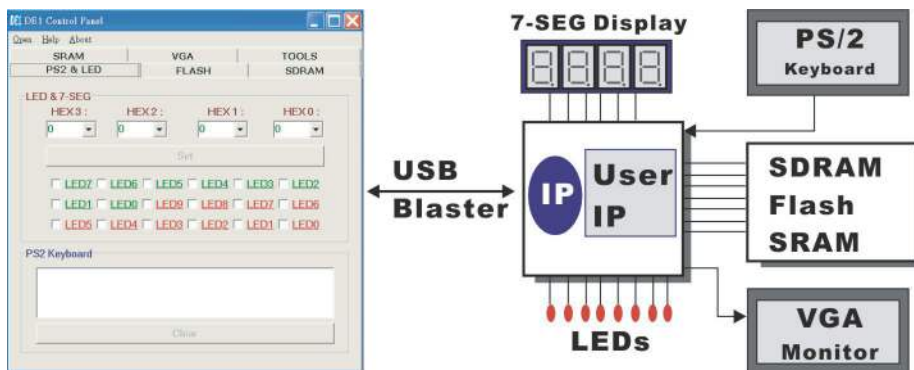 DE1 Control Panel
Open Help About
SRAM VGA TOOLS
PS2 & LED FLASH SDRAM
LED & 7-SEG
HEX3 : HEX2 : HEX1 : HEX0 :
0 0 0 0
Set
LED7 LED6 LED5 LED4 LED3 LED2
LED1 LED0 LED9 LED8 LED7 LED6
LED5 LED4 LED3 LED2 LED1 LED0
PS2 Keyboard
Clear
USB
Blaster
7-SEG Display
IP
User
IP
LEDs
PS/2
Keyboard
SDRAM
Flash
SRAM
VGA
Monitor